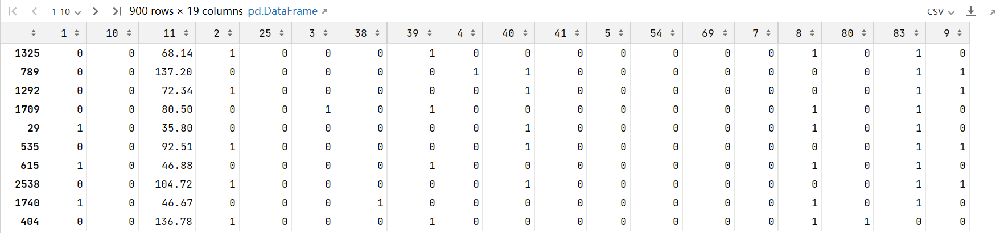 1-10 900 rows × 19 columns pd.DataFrame CSV
1 10 11 2 25 3 38 39 4 40 41 5 54 69 7 8 80 83 9
1325 0 0 68.14 1 0 0 0 1 0 0 0 0 0 0 0 1 0 1 0
789 0 0 137.20 0 0 0 0 0 1 1 0 0 0 0 0 0 0 1 1
1292 0 0 72.34 1 0 0 0 0 0 1 0 0 0 0 0 0 0 1 1
1709 0 0 80.50 0 0 1 0 1 0 0 0 0 0 0 0 1 0 1 0
29 1 0 35.80 0 0 0 0 0 0 1 0 0 0 0 0 1 0 1 0
535 0 0 92.51 1 0 0 0 0 0 1 0 0 0 0 0 0 0 1 1
615 1 0 46.88 0 0 0 0 1 0 0 0 0 0 0 0 1 0 1 0
2538 0 0 104.72 1 0 0 0 0 0 1 0 0 0 0 0 0 0 1 1
1740 1 0 46.67 0 0 0 1 0 0 0 0 0 0 0 0 1 0 1 0
404 0 0 136.78 1 0 0 0 1 0 0 0 0 0 0 0 1 1 0 0